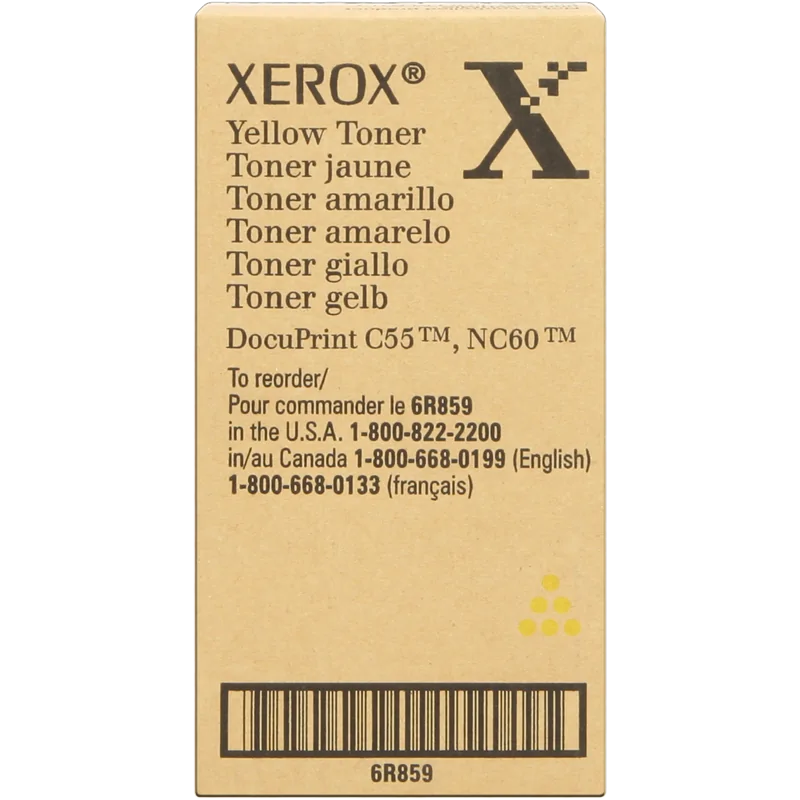 XEROX®
X
Yellow Toner
Toner jaune
Toner amarillo
Toner amarelo
Toner giallo
Toner gelb
DocuPrint C55™, NC60™
To reorder/
Pour commander le 6R859
in the U.S.A. 1-800-822-2200
in/au Canada 1-800-668-0199 (English)
1-800-668-0133 (français)
6R859